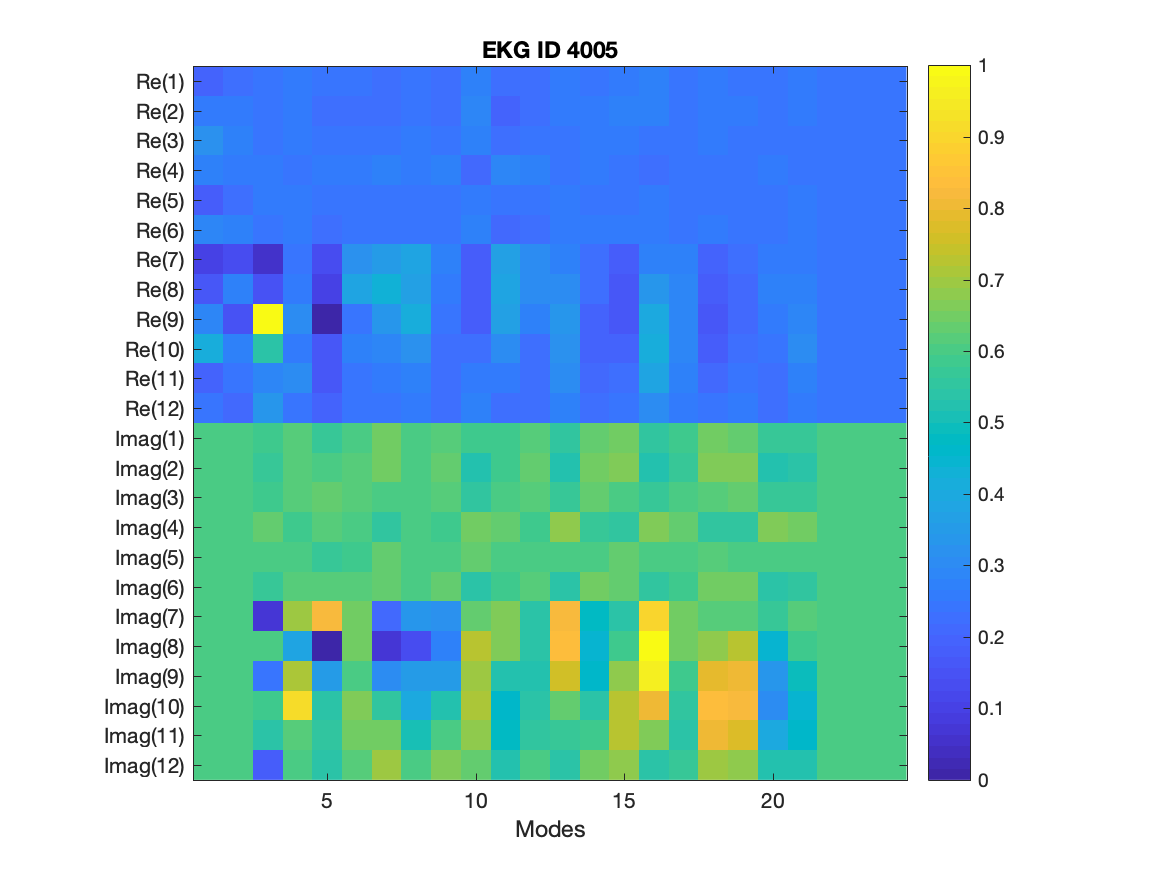 EKG ID 4005
Re(1)
Re(2)
Re(3)
Re(4)
Re(5)
Re(6)
Re(7)
Re(8)
Re(9)
Re(10)
Re(11)
Re(12)
Imag(1)
Imag(2)
Imag(3)
Imag(4)
Imag(5)
Imag(6)
Imag(7)
Imag(8)
Imag(9)
Imag(10)
Imag(11)
Imag(12)
5 10 15 20
Modes
1
0.9
0.8
0.7
0.6
0.5
0.4
0.3
0.2
0.1
0